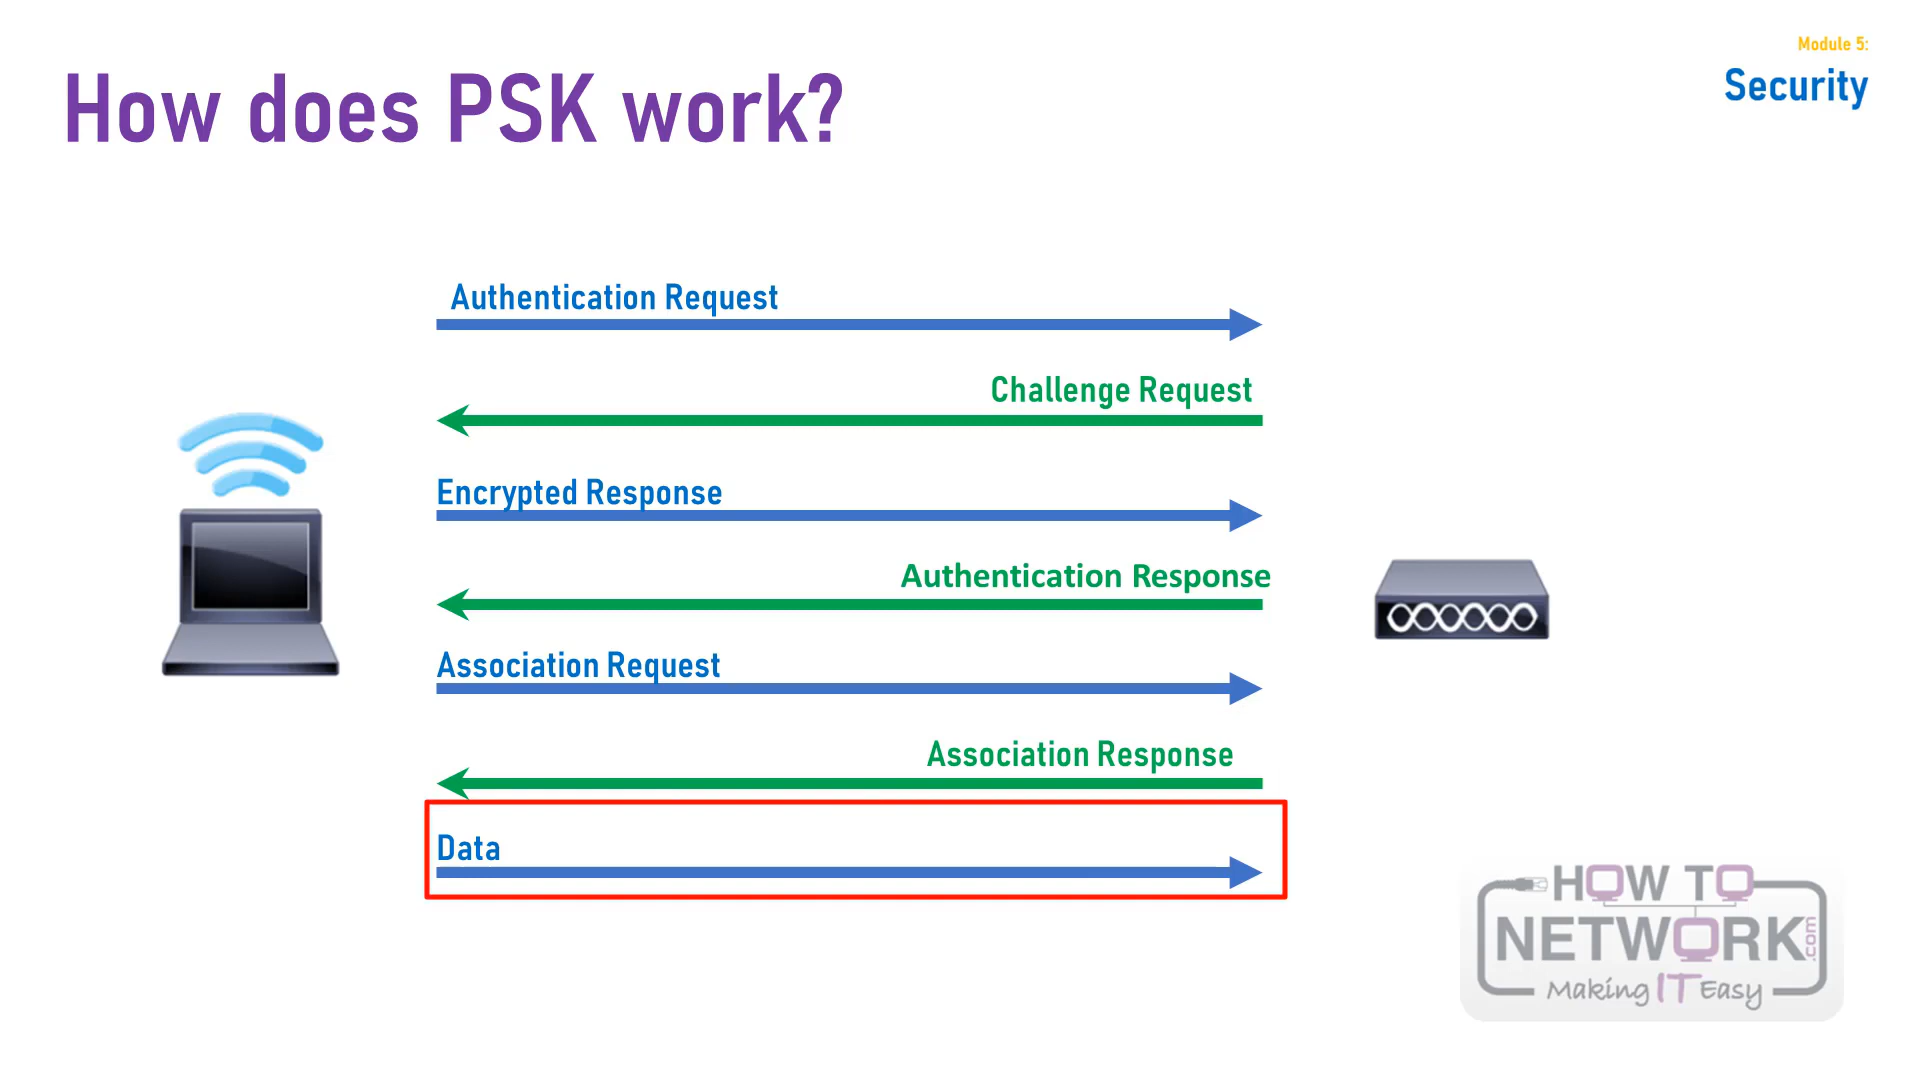 Module 5:
Security
How does PSK work?
Authentication Request
Challenge Request
Encrypted Response
Authentication Response
Association Request
Association Response
Data
HOW TO
NETWORK.com
Making IT Easy